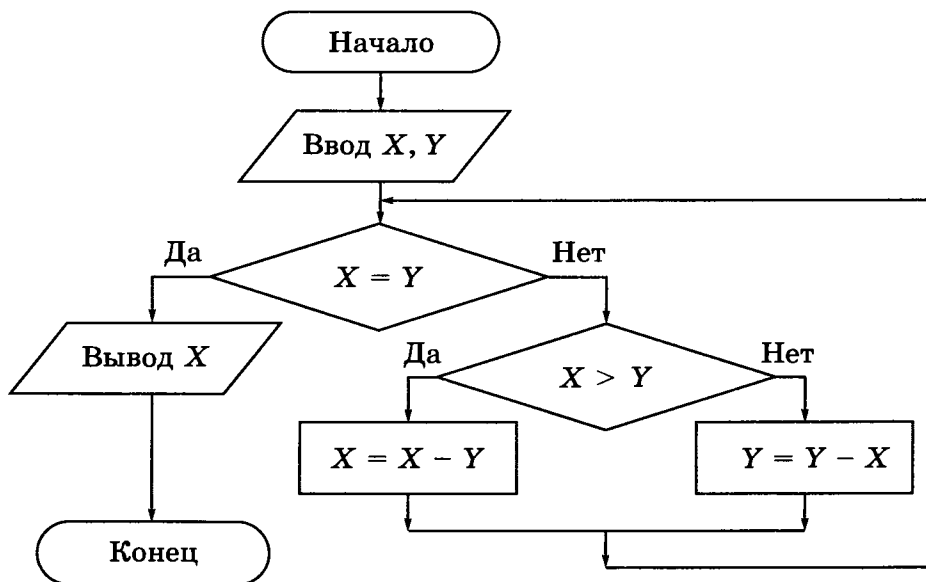 Начало
Ввод X, Y
Да
Нет
X = Y
Вывод X
Да
Нет
X > Y
X = X − Y
Y = Y − X
Конец